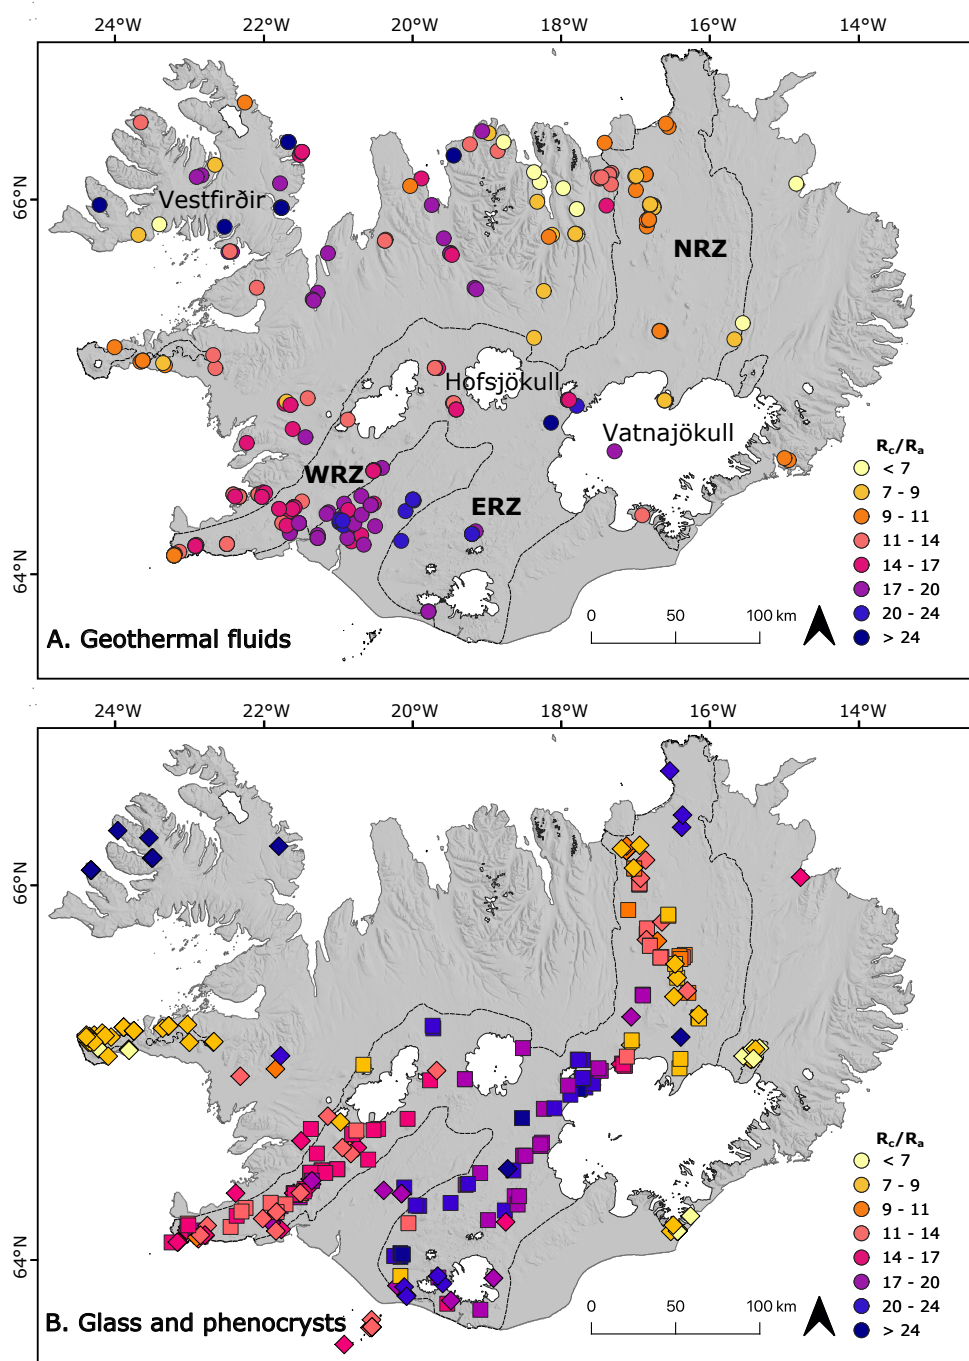 24°W 22°W 20°W 18°W 16°W 14°W
66°N
Vestfirðir
NRZ
Hofsjökull
Vatnajökull
WRZ
ERZ
64°N
Rc/Ra
< 7
7 - 9
9 - 11
11 - 14
14 - 17
17 - 20
20 - 24
> 24
0 50 100 km
A. Geothermal fluids
24°W 22°W 20°W 18°W 16°W 14°W
66°N
64°N
Rc/Ra
< 7
7 - 9
9 - 11
11 - 14
14 - 17
17 - 20
20 - 24
> 24
0 50 100 km
B. Glass and phenocrysts